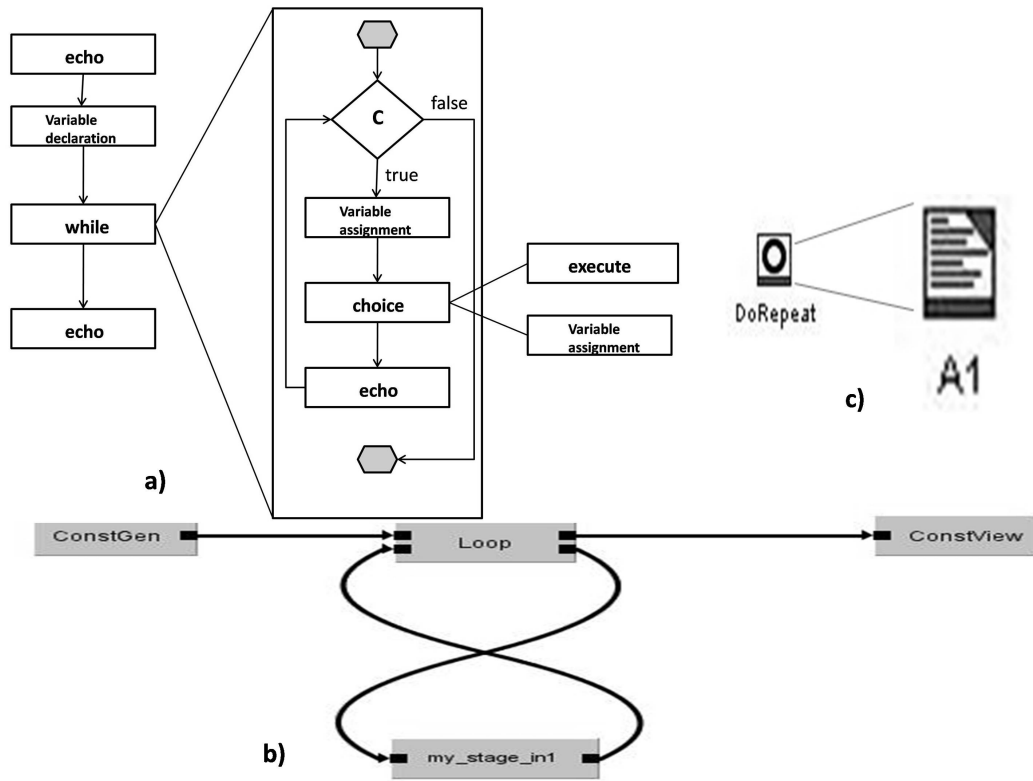 echo
Variable
declaration
while
echo
C
false
true
Variable
assignment
choice
echo
execute
Variable
assignment
a)
DoRepeat
A1
c)
ConstGen
Loop
ConstView
my_stage_in1
b)